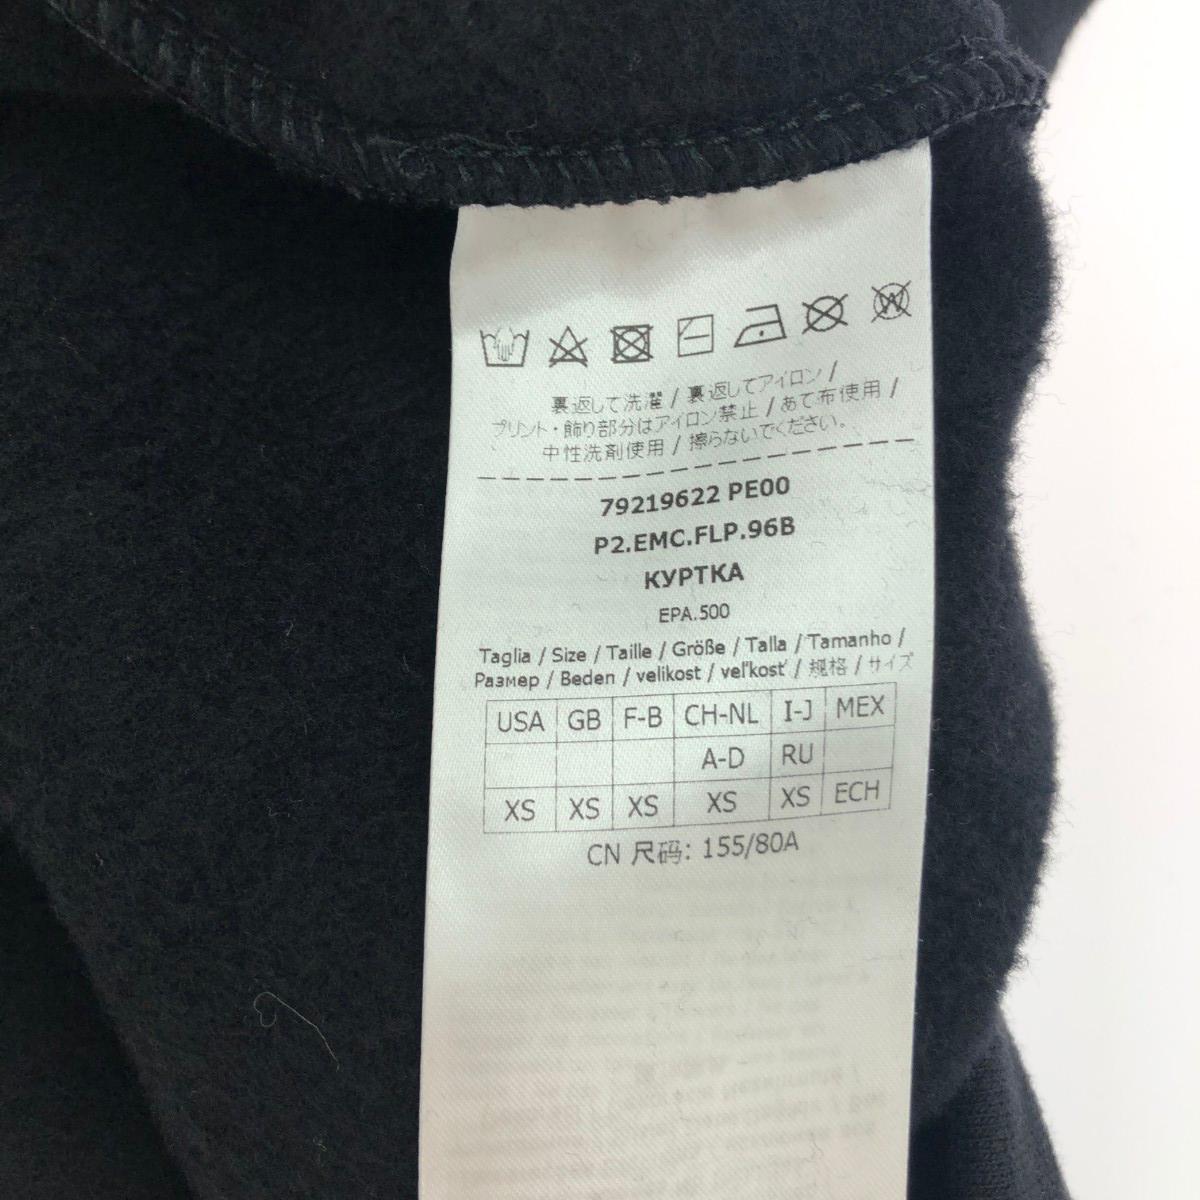 裏返して洗濯 / 裏返してアイロン /
プリント・飾り部分はアイロン禁止 / あて布使用 /
中性洗剤使用 / 擦らないでください。
79219622 PE00
P2.EMC.FLP.96B
КУРТКА
EPA.500
Taglia / Size / Taille / Größe / Talla / Tamanho /
Размер / Beden / velikost / veľkosť / 规格 / サイズ
USA GB F-B CH-NL I-J MEX
A-D RU
XS XS XS XS XS ECH
CN 尺码: 155/80A